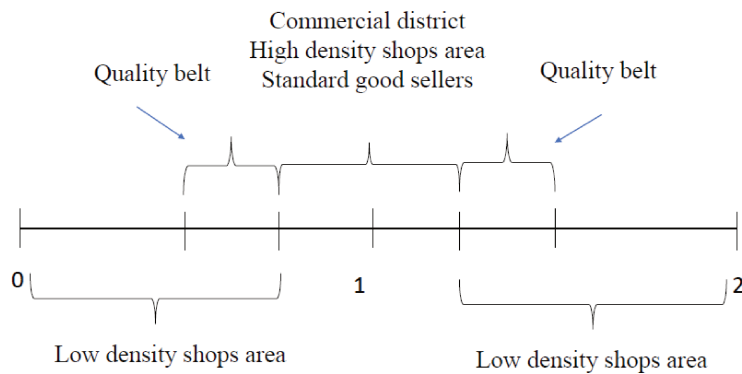 Commercial district
High density shops area
Standard good sellers
Quality belt
Quality belt
0
1
2
Low density shops area
Low density shops area